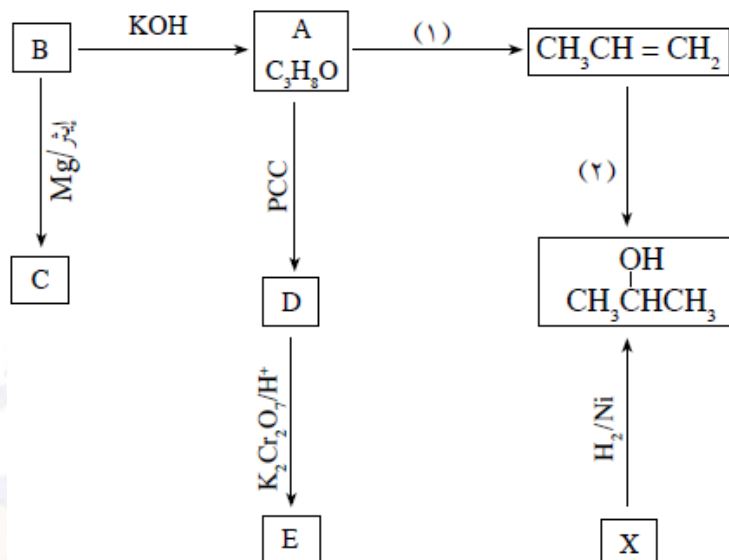 B
KOH
A
C₃H₈O
(١)
CH₃CH = CH₂
Mg/إيثر
PCC
(٢)
C
D
OH
CH₃CHCH₃
K₂Cr₂O₇/H⁺
H₂/Ni
E
X